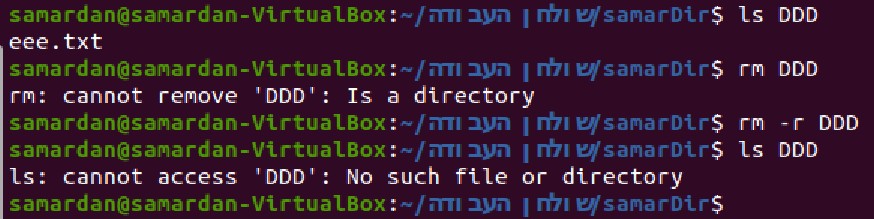 samardan@samardan-VirtualBox:~/שולחן העבודה/samarDir$ ls DDD
eee.txt
samardan@samardan-VirtualBox:~/שולחן העבודה/samarDir$ rm DDD
rm: cannot remove 'DDD': Is a directory
samardan@samardan-VirtualBox:~/שולחן העבודה/samarDir$ rm -r DDD
samardan@samardan-VirtualBox:~/שולחן העבודה/samarDir$ ls DDD
ls: cannot access 'DDD': No such file or directory
samardan@samardan-VirtualBox:~/שולחן העבודה/samarDir$